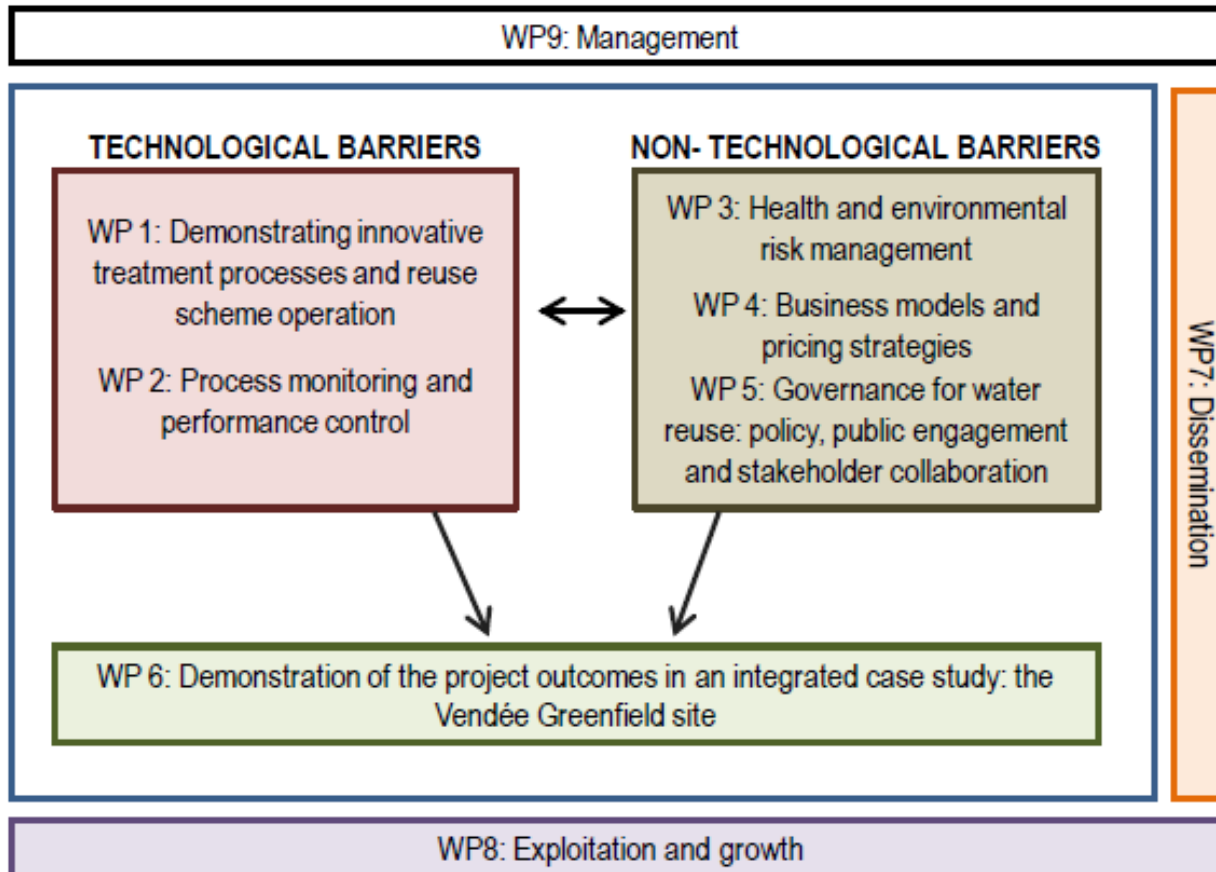 WP9: Management
TECHNOLOGICAL BARRIERS
WP 1: Demonstrating innovative
treatment processes and reuse
scheme operation
WP 2: Process monitoring and
performance control
NON- TECHNOLOGICAL BARRIERS
WP 3: Health and environmental
risk management
WP 4: Business models and
pricing strategies
WP 5: Governance for water
reuse: policy, public engagement
and stakeholder collaboration
WP 6: Demonstration of the project outcomes in an integrated case study: the
Vendée Greenfield site
WP7: Dissemination
WP8: Exploitation and growth